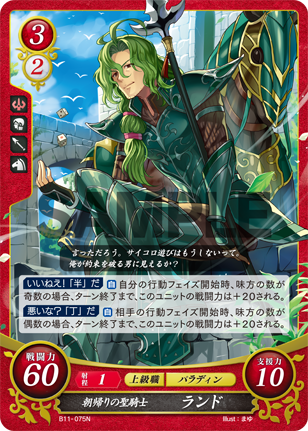 3
2
SAMPLE
言っただろう。サイコロ遊びはもうしないって。
俺が約束を破る男に見えるか?
いいねえ!「半」だ 自 自分の行動フェイズ開始時、味方の数が
奇数の場合、ターン終了まで、このユニットの戦闘力は+20される。
悪いな?「丁」だ 自 相手の行動フェイズ開始時、味方の数が
偶数の場合、ターン終了まで、このユニットの戦闘力は+20される。
戦闘力
60
射程 1 上級職 パラディン
支援力
10
朝帰りの聖騎士 ランド
B11-075N
Illust:まゆ